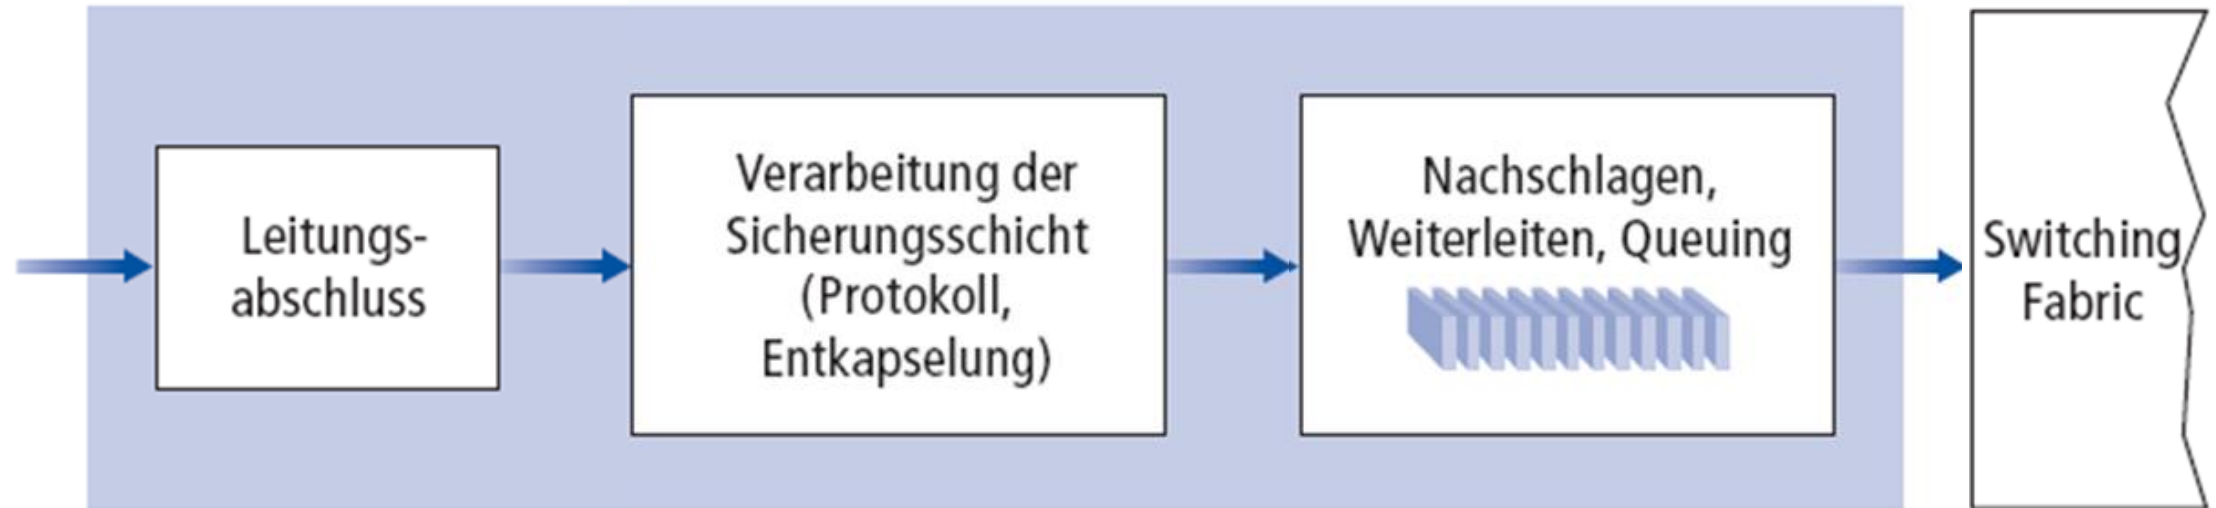 Leitungs-
abschluss
Verarbeitung der
Sicherungsschicht
(Protokoll,
Entkapselung)
Nachschlagen,
Weiterleiten, Queuing
Switching
Fabric